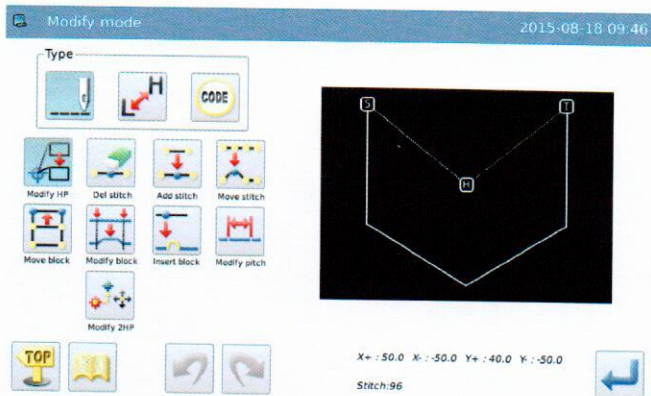 Modify mode
2015-08-18 09:46
Type
L H
CODE
Modify HP Del stitch Add stitch Move stitch
Move block Modify block Insert block Modify pitch
Modify 2HP
S T
H
TOP
X+ : 50.0 X- : -50.0 Y+ : 40.0 Y- : -50.0
Stitch:96